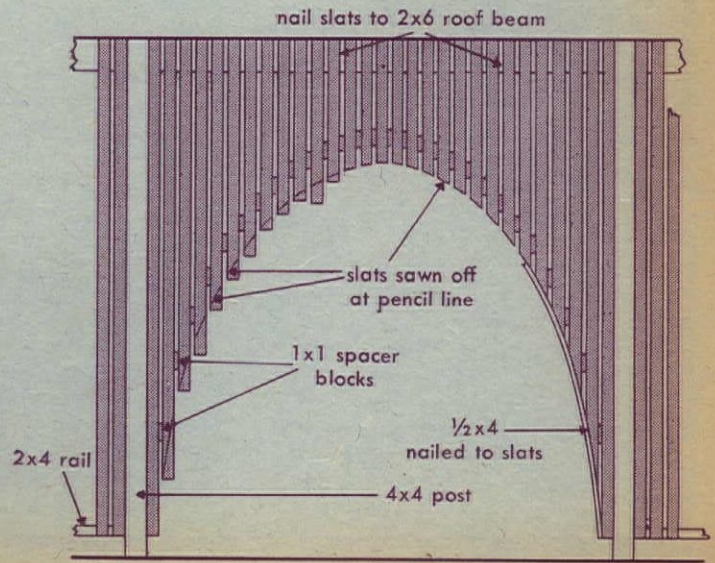 nail slats to 2x6 roof beam
slats sawn off
at pencil line
1x1 spacer
blocks
½x4
nailed to slats
2x4 rail
4x4 post